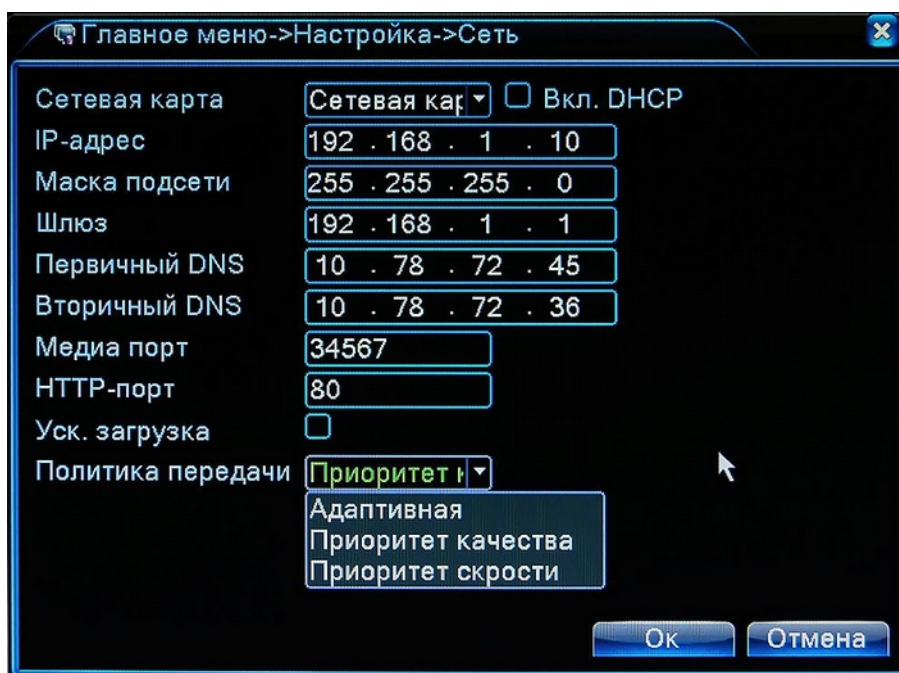 Главное меню->Настройка->Сеть
Сетевая карта Сетевая кар Вкл. DHCP
IP-адрес 192 . 168 . 1 . 10
Маска подсети 255 . 255 . 255 . 0
Шлюз 192 . 168 . 1 . 1
Первичный DNS 10 . 78 . 72 . 45
Вторичный DNS 10 . 78 . 72 . 36
Медиа порт 34567
HTTP-порт 80
Уск. загрузка
Политика передачи Приоритет к
Адаптивная
Приоритет качества
Приоритет скрости
Ок Отмена